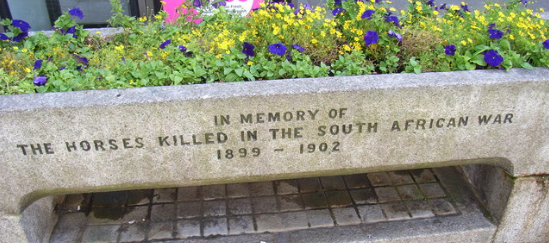 IN MEMORY OF
THE HORSES KILLED IN THE SOUTH AFRICAN WAR
1899 - 1902